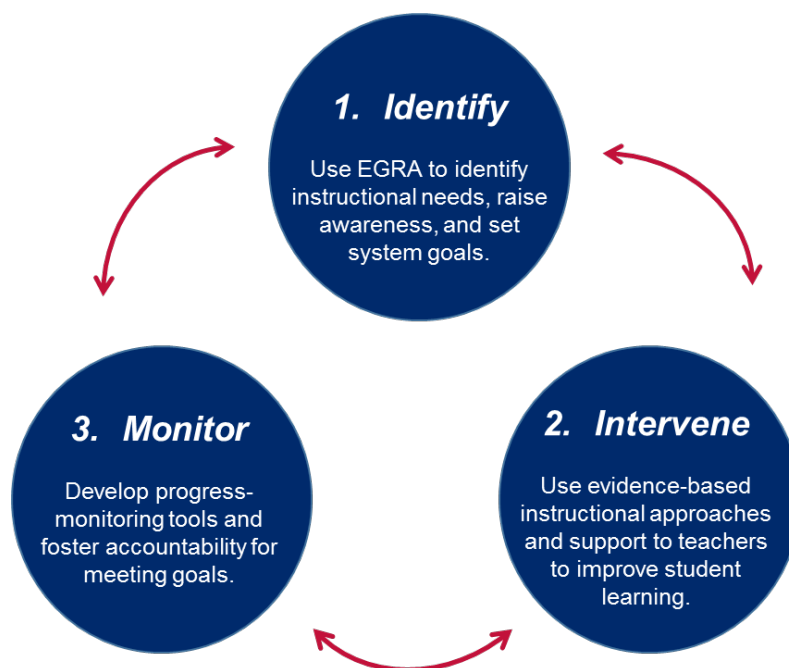 1. Identify
Use EGRA to identify
instructional needs, raise
awareness, and set
system goals.
2. Intervene
Use evidence-based
instructional approaches
and support to teachers
to improve student
learning.
3. Monitor
Develop progress-
monitoring tools and
foster accountability for
meeting goals.